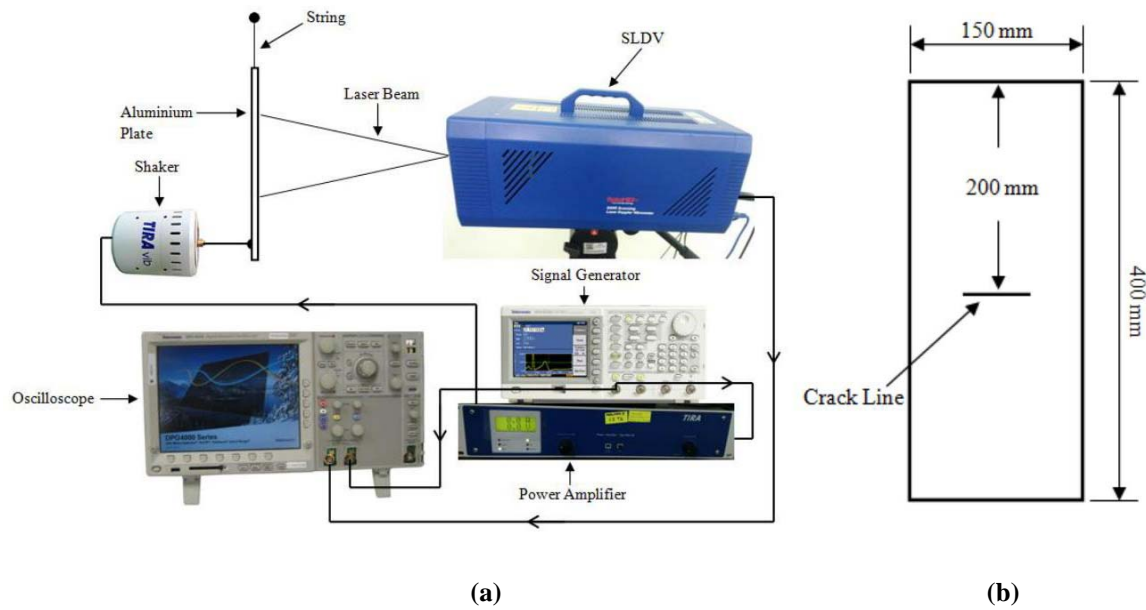 String
SLDV
Laser Beam
Aluminium
Plate
Shaker
TIRA vib
Signal Generator
Tektronix
Oscilloscope
DPO4000 Series
TIRA
Power Amplifier
(a)
150 mm
200 mm
400 mm
Crack Line
(b)